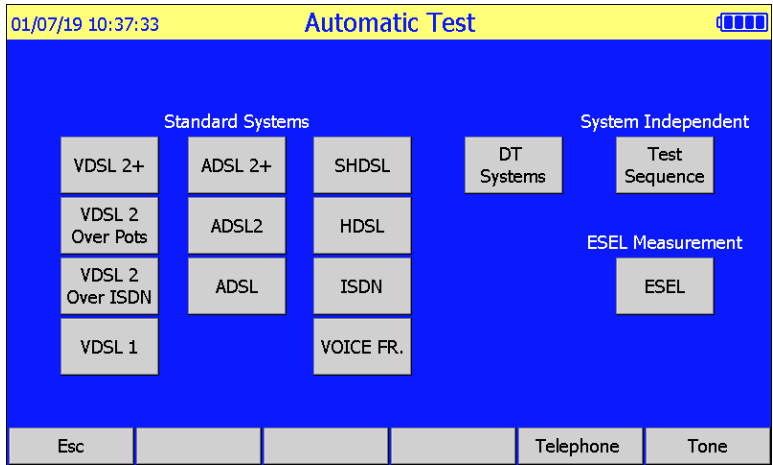 01/07/19 10:37:33 Automatic Test
Standard Systems
System Independent
VDSL 2+
ADSL 2+
SHDSL
DT
Systems
Test
Sequence
VDSL 2
Over Pots
ADSL2
HDSL
ESEL Measurement
VDSL 2
Over ISDN
ADSL
ISDN
ESEL
VDSL 1
VOICE FR.
Esc
Telephone
Tone